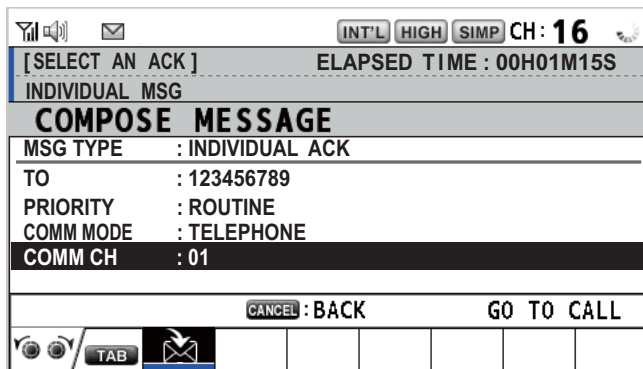 INT'L HIGH SIMP CH: 16
[SELECT AN ACK] ELAPSED TIME : 00H01M15S
INDIVIDUAL MSG
COMPOSE MESSAGE
MSG TYPE : INDIVIDUAL ACK
TO : 123456789
PRIORITY : ROUTINE
COMM MODE : TELEPHONE
COMM CH : 01
CANCEL : BACK GO TO CALL
TAB